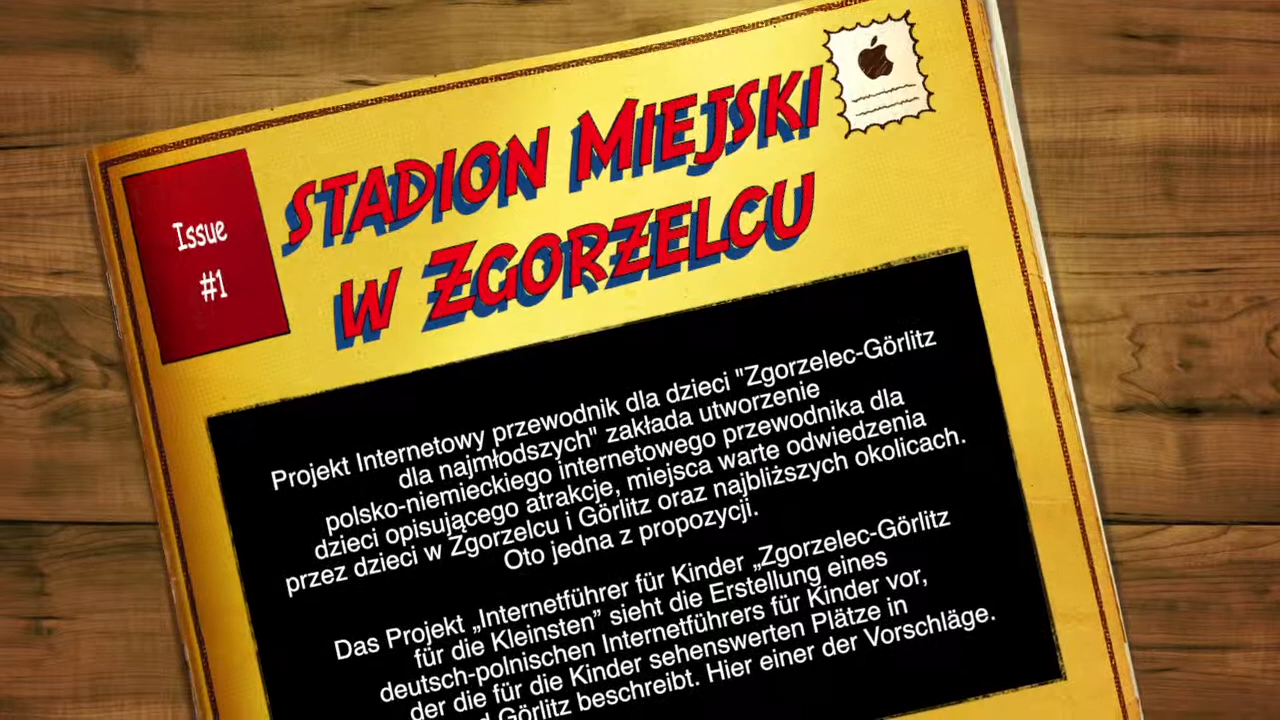 Issue
#1
STADION MIEJSKI
W ZGORZELCU
Projekt Internetowy przewodnik dla dzieci "Zgorzelec-Görlitz
dla najmłodszych" zakłada utworzenie
polsko-niemieckiego internetowego przewodnika dla
dzieci opisującego atrakcje, miejsca warte odwiedzenia
przez dzieci w Zgorzelcu i Görlitz oraz najbliższych okolicach.
Oto jedna z propozycji.
Das Projekt „Internetführer für Kinder „Zgorzelec-Görlitz
für die Kleinsten” sieht die Erstellung eines
deutsch-polnischen Internetführers für Kinder vor,
der die für die Kinder sehenswerten Plätze in
Görlitz beschreibt. Hier einer der Vorschläge.